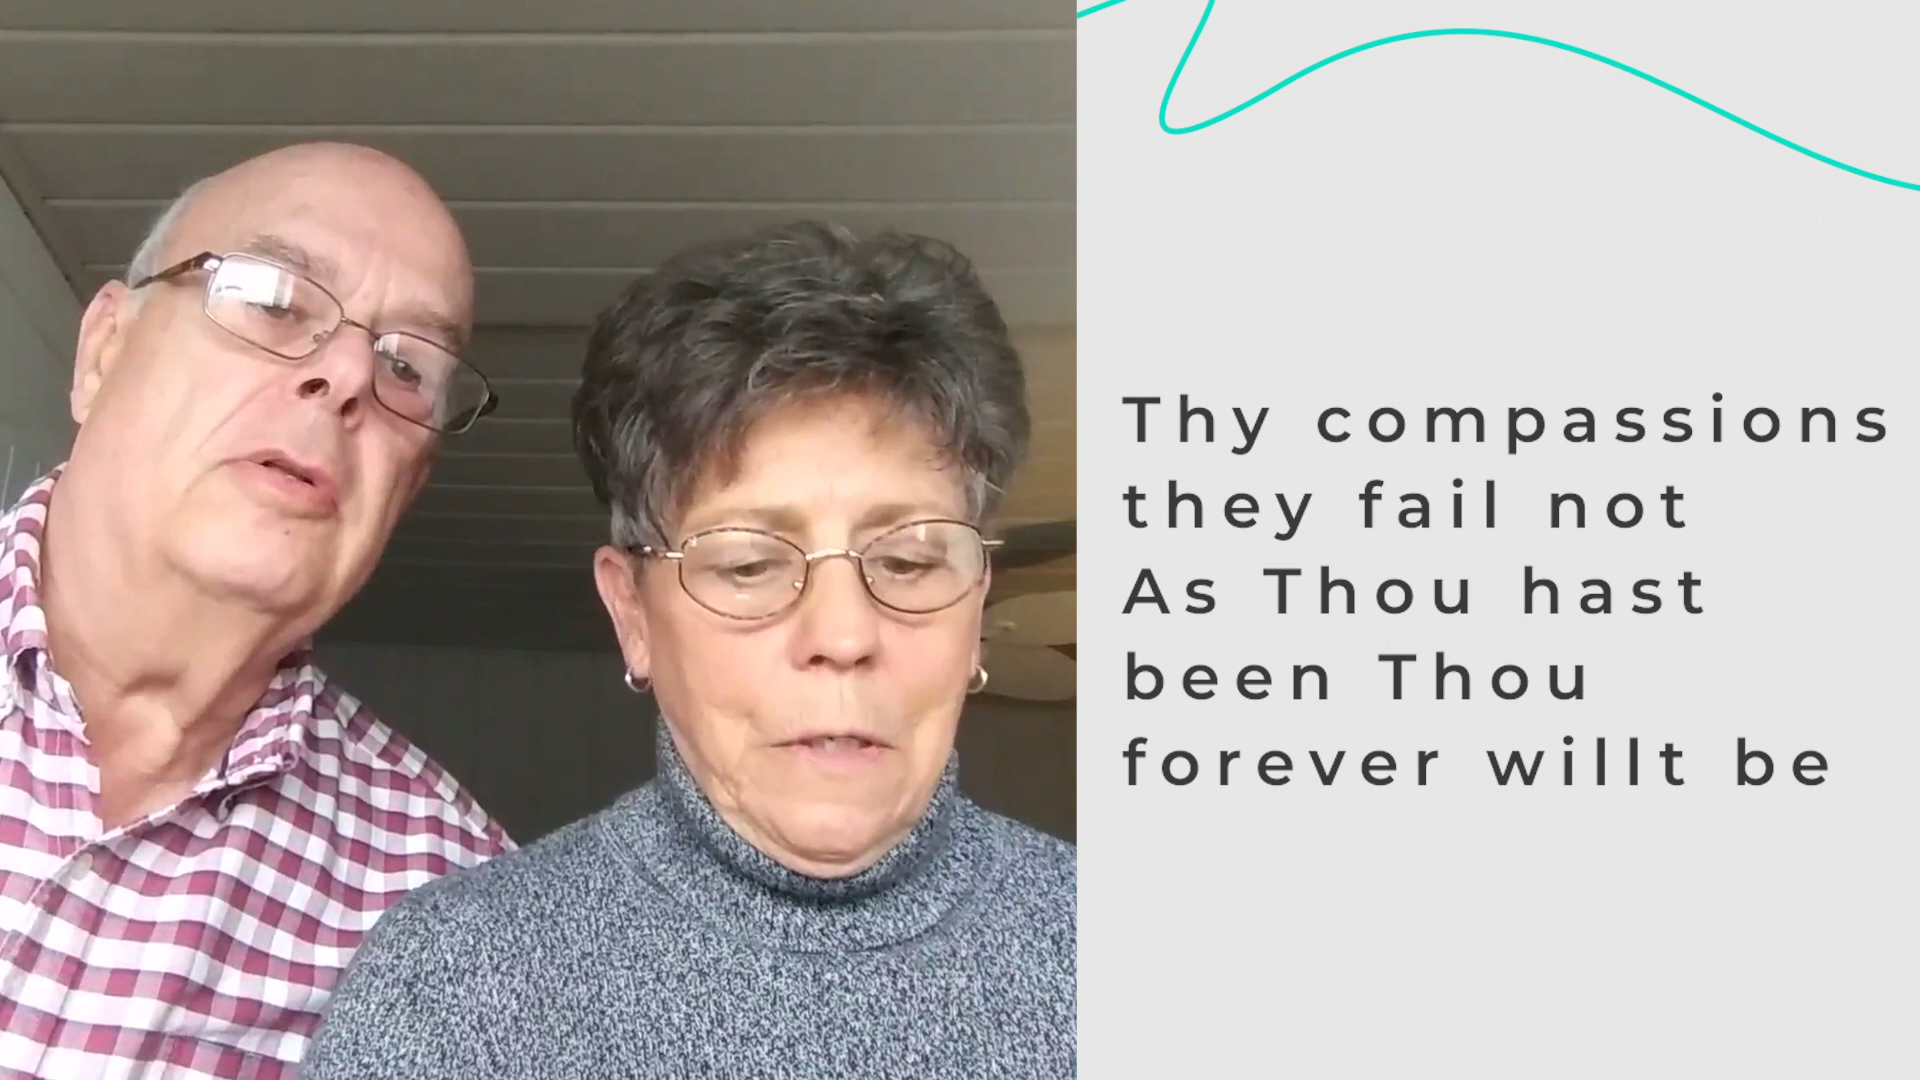 Thy compassions
they fail not
As Thou hast
been Thou
forever willt be